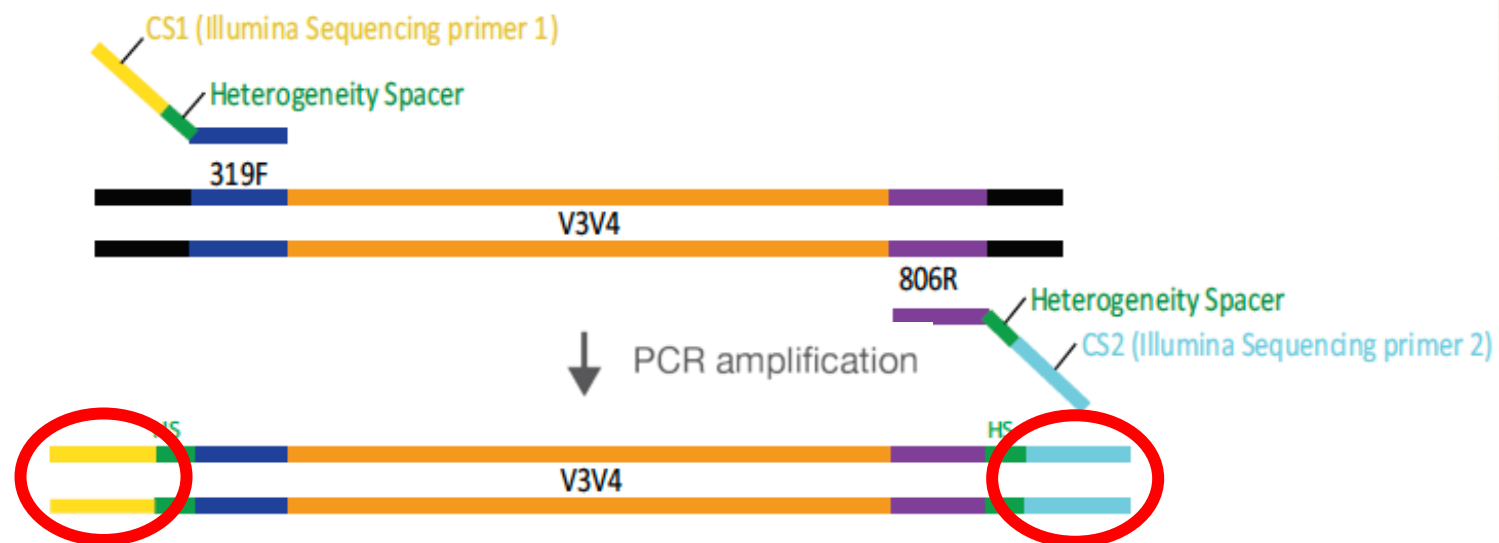 CS1 (Illumina Sequencing primer 1)
Heterogeneity Spacer
319F
V3V4
806R
Heterogeneity Spacer
CS2 (Illumina Sequencing primer 2)
PCR amplification
HS
HS
V3V4